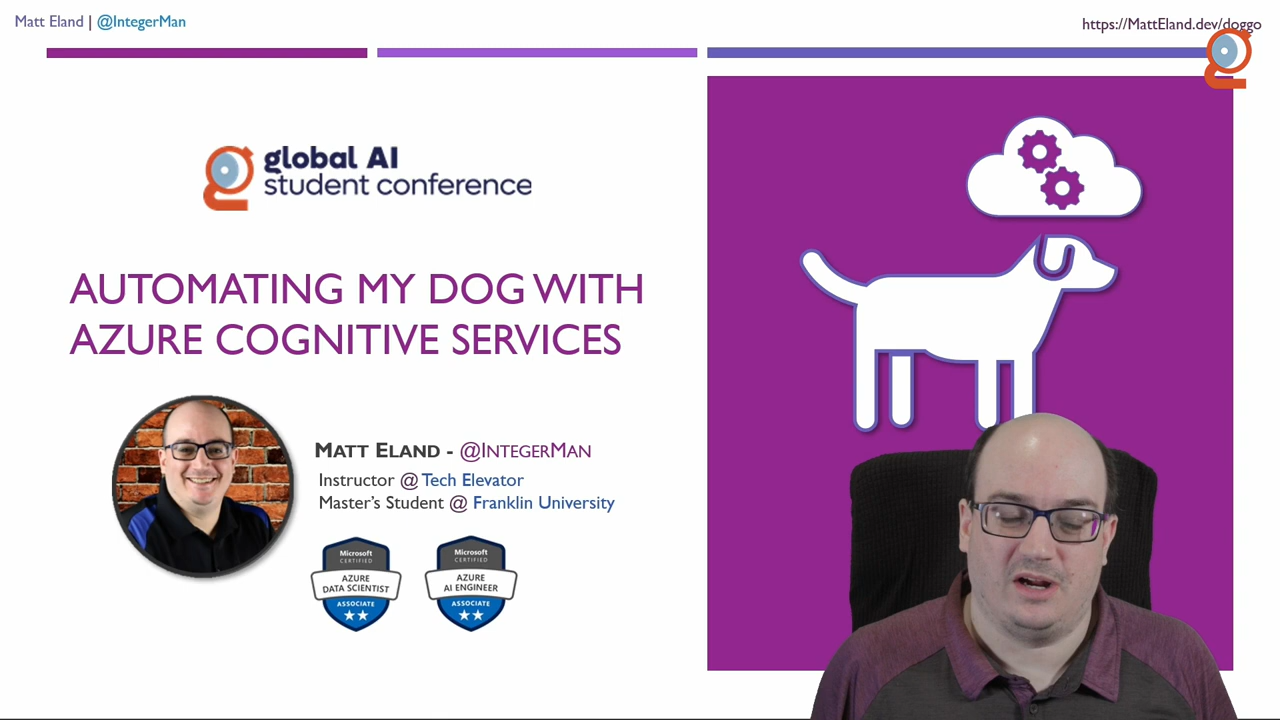 Matt Eland | @IntegerMan
https://MattEland.dev/doggo
global AI
student conference
AUTOMATING MY DOG WITH
AZURE COGNITIVE SERVICES
MATT ELAND - @INTEGERMAN
Instructor @ Tech Elevator
Master's Student @ Franklin University
Microsoft
CERTIFIED
AZURE
DATA SCIENTIST
ASSOCIATE
Microsoft
CERTIFIED
AZURE
AI ENGINEER
ASSOCIATE